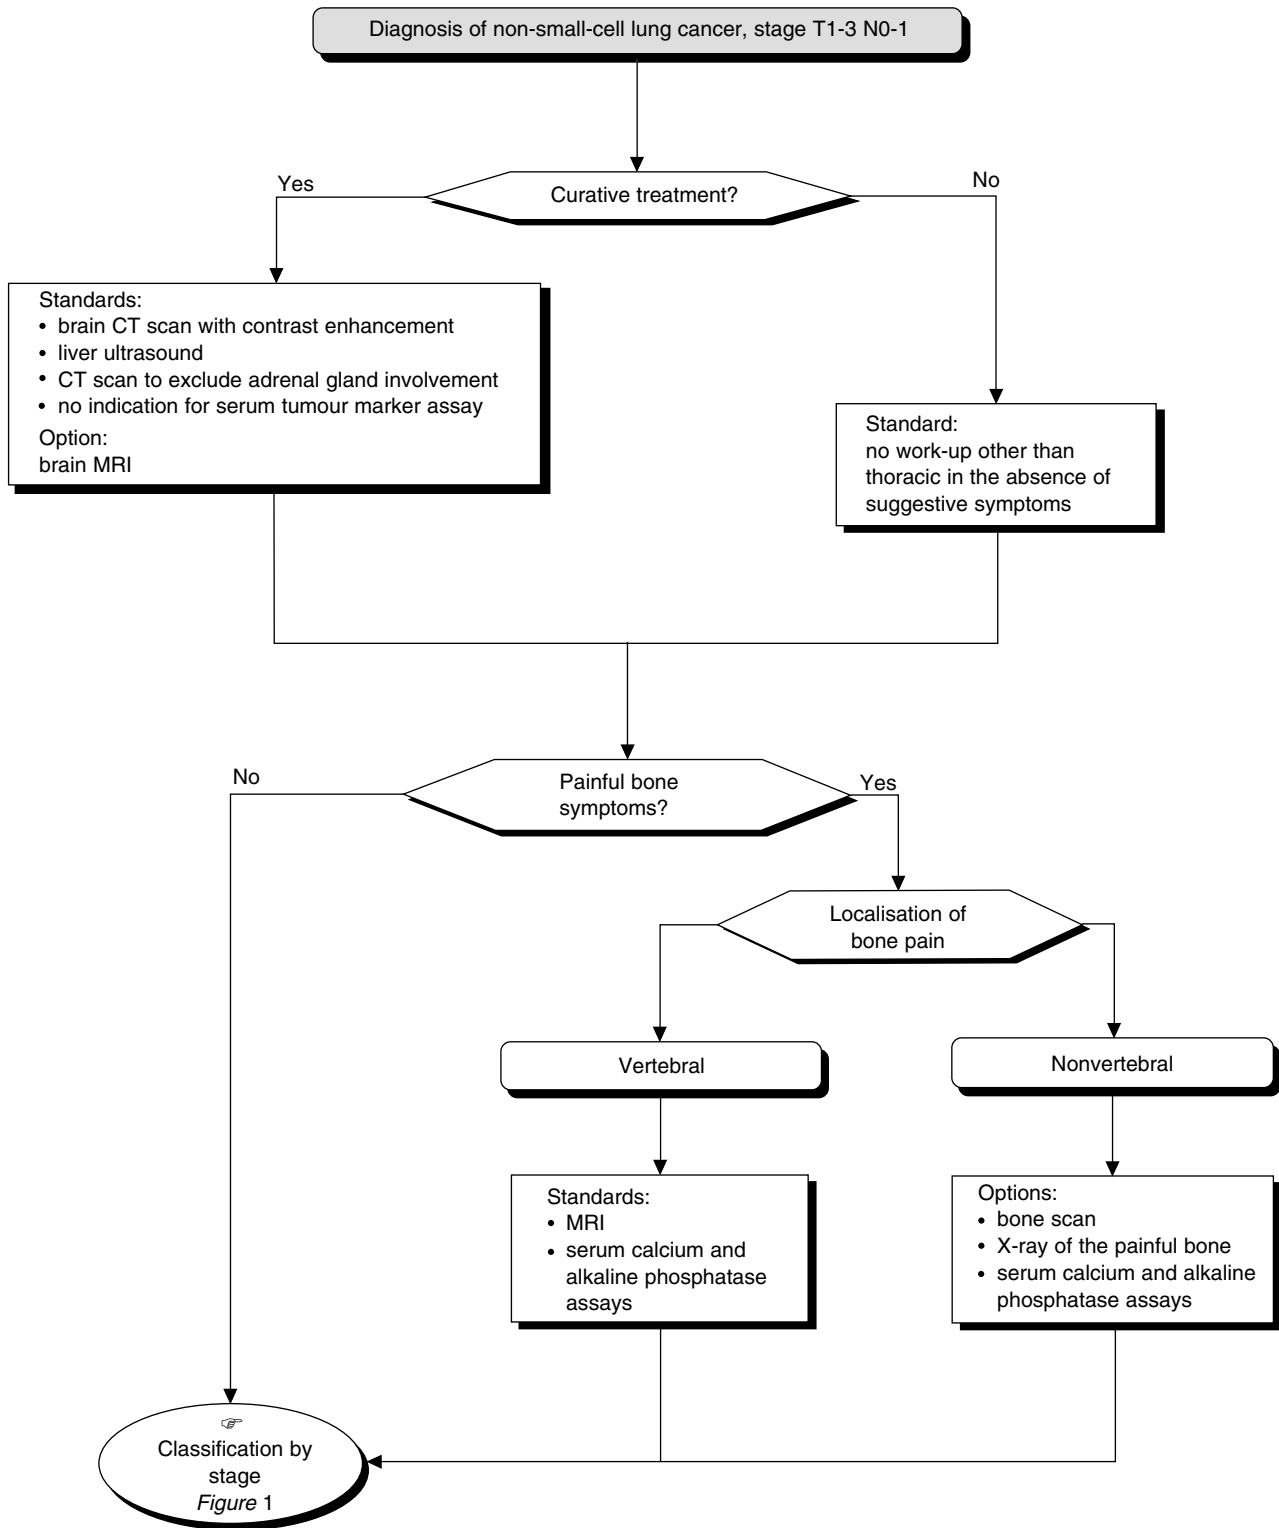 Diagnosis of non-small-cell lung cancer, stage T1-3 N0-1
Curative treatment?
Yes
No
Standards:
• brain CT scan with contrast enhancement
• liver ultrasound
• CT scan to exclude adrenal gland involvement
• no indication for serum tumour marker assay
Option:
brain MRI
Standard:
no work-up other than
thoracic in the absence of
suggestive symptoms
Painful bone
symptoms?
No
Yes
Localisation of
bone pain
Vertebral
Nonvertebral
Standards:
• MRI
• serum calcium and
alkaline phosphatase
assays
Options:
• bone scan
• X-ray of the painful bone
• serum calcium and alkaline
phosphatase assays
☞
Classification by
stage
Figure 1